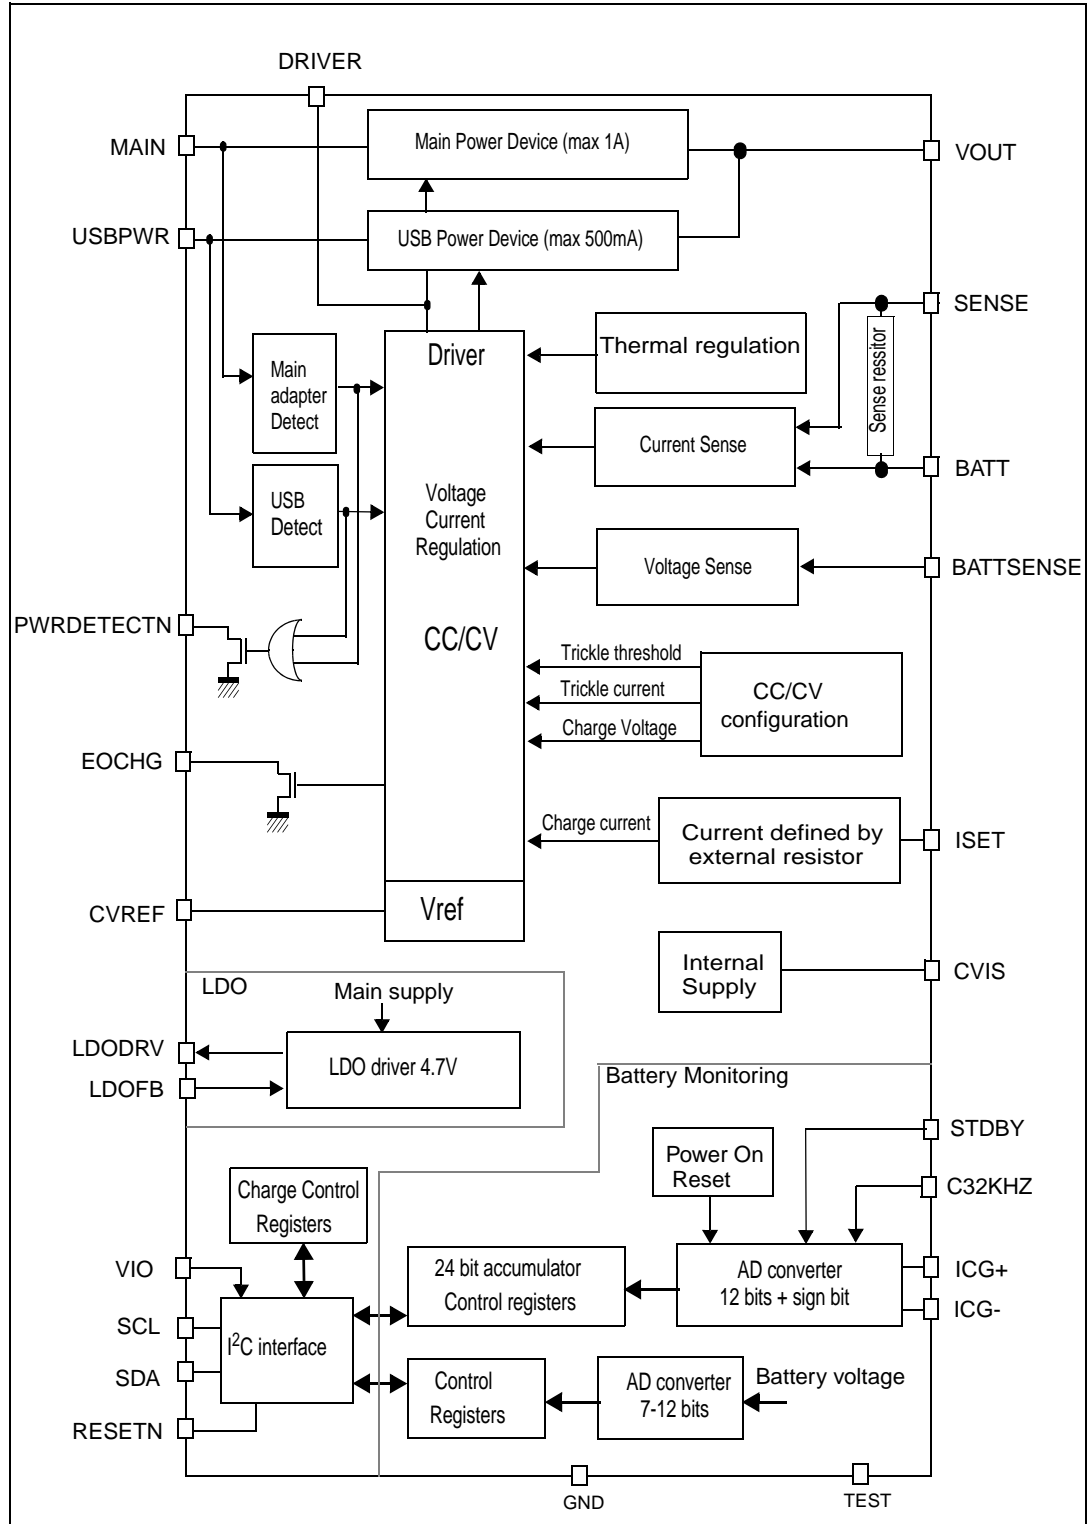 DRIVER
MAIN
Main Power Device (max 1A)
VOUT
USBPWR
USB Power Device (max 500mA)
SENSE
Driver
Thermal regulation
Sense ressitor
Main
adapter
Detect
Current Sense
BATT
USB
Detect
Voltage
Current
Regulation
Voltage Sense
BATTSENSE
PWRDETECTN
CC/CV
Trickle threshold
Trickle current
Charge Voltage
CC/CV
configuration
EOCHG
Charge current
Current defined by
external resistor
ISET
CVREF
Vref
Internal
Supply
CVIS
LDO
Main supply
LDODRV
LDOFB
LDO driver 4.7V
Battery Monitoring
STDBY
Power On
Reset
C32KHZ
Charge Control
Registers
VIO
24 bit accumulator
Control registers
AD converter
12 bits + sign bit
ICG+
ICG-
SCL
I2C interface
SDA
Control
Registers
AD converter
7-12 bits
Battery voltage
RESETN
GND
TEST